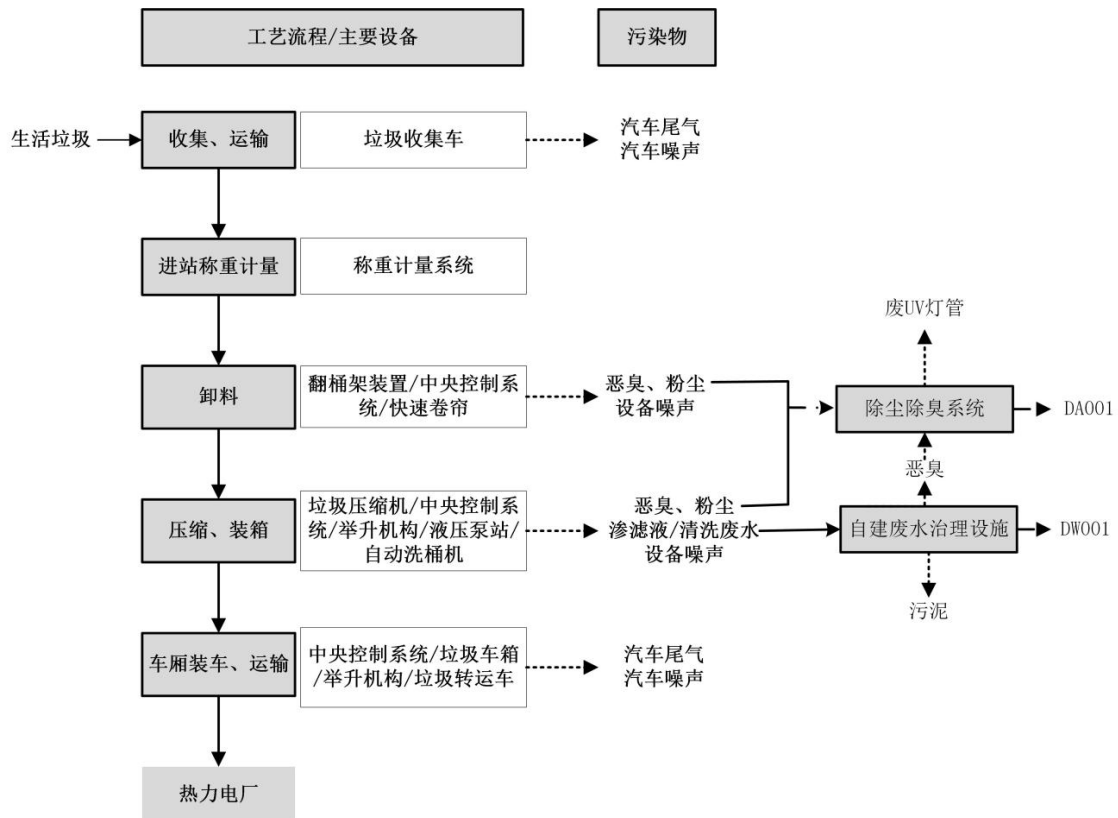 工艺流程/主要设备
污染物
生活垃圾
收集、运输
垃圾收集车
汽车尾气
汽车噪声
进站称重计量
称重计量系统
卸料
翻桶架装置/中央控制系
统/快速卷帘
恶臭、粉尘
设备噪声
废UV灯管
除尘除臭系统
DA001
恶臭
压缩、装箱
垃圾压缩机/中央控制系
统/举升机构/液压泵站/
自动洗桶机
恶臭、粉尘
渗滤液/清洗废水
设备噪声
自建废水治理设施
DW001
污泥
车厢装车、运输
中央控制系统/垃圾车箱
/举升机构/垃圾转运车
汽车尾气
汽车噪声
热力电厂